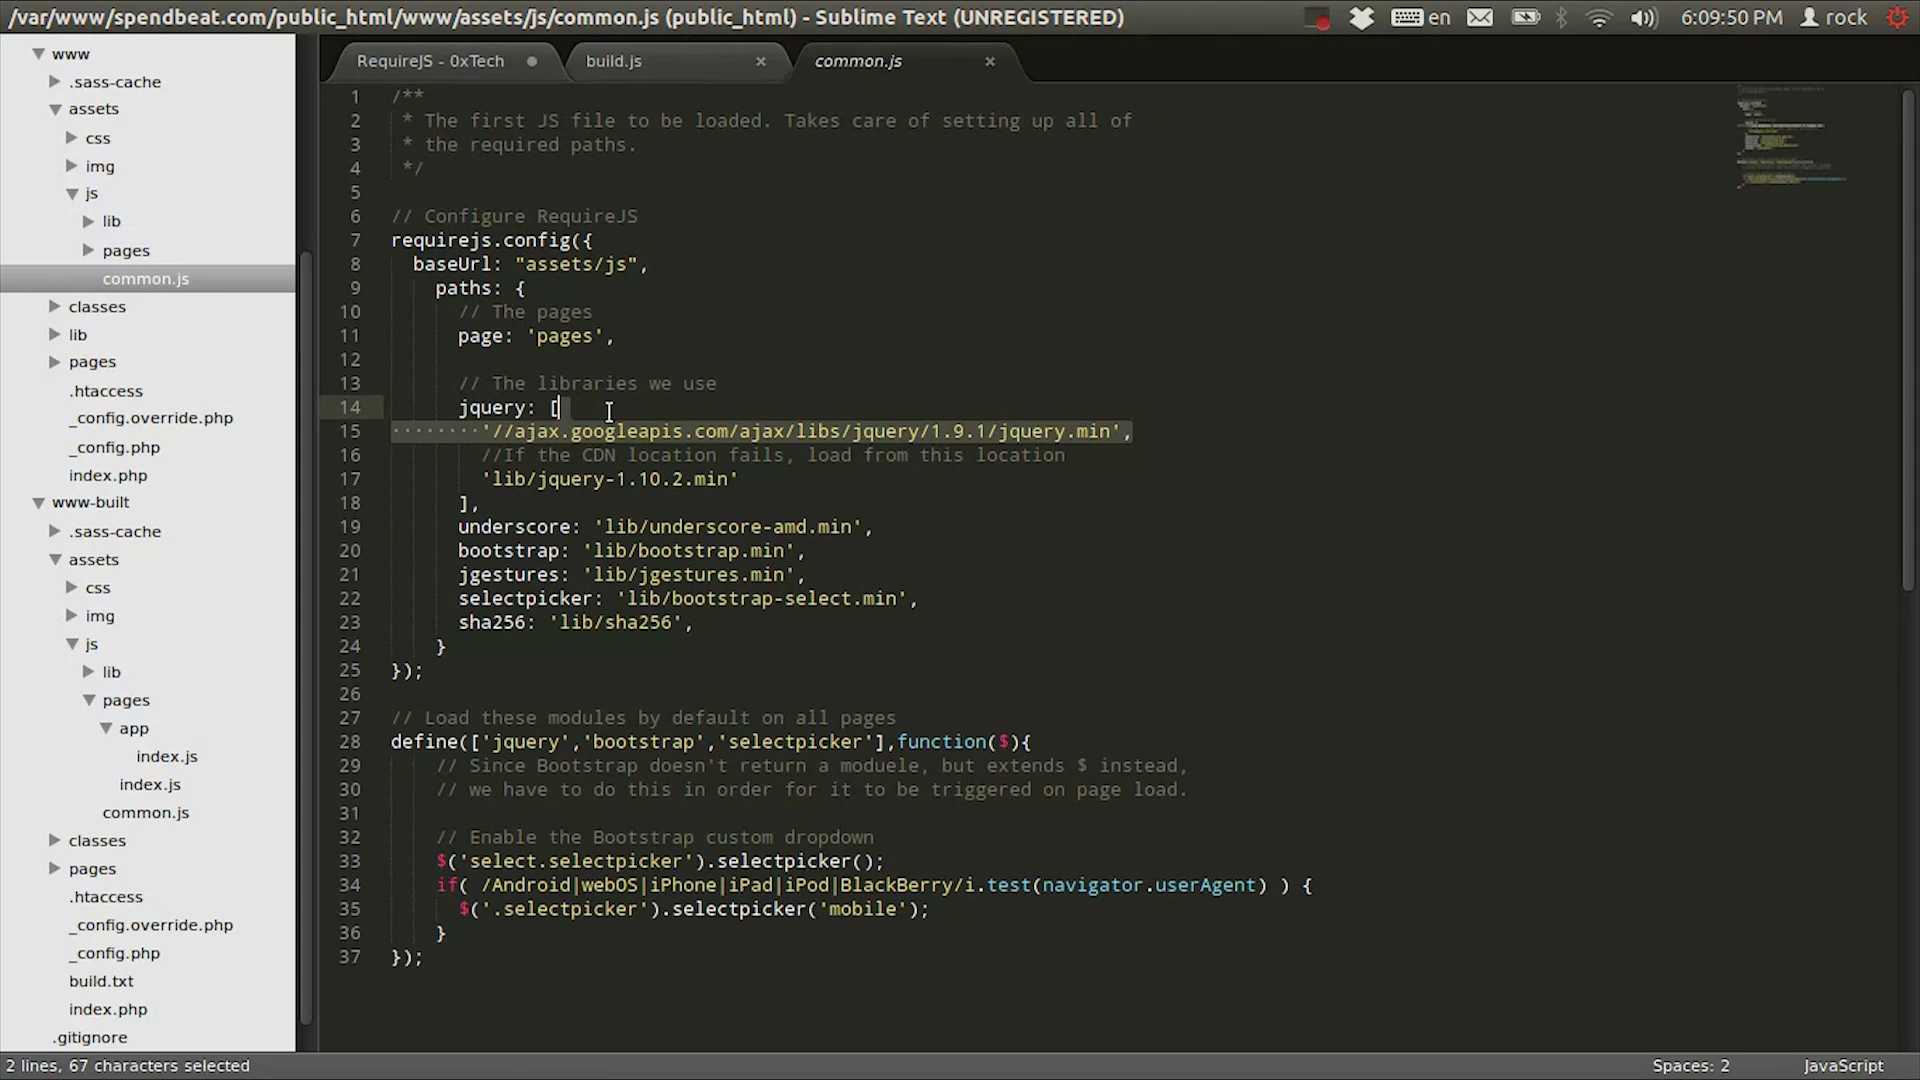 /var/www/spendbeat.com/public_html/www/assets/js/common.js (public_html) - Sublime Text (UNREGISTERED)
en
6:09:50 PM
rock
www
.sass-cache
assets
css
img
js
lib
pages
common.js
classes
lib
pages
.htaccess
_config.override.php
_config.php
index.php
www-built
.sass-cache
assets
css
img
js
lib
pages
app
index.js
index.js
common.js
classes
pages
.htaccess
_config.override.php
_config.php
build.txt
index.php
.gitignore
RequireJS - 0xTech
build.js
common.js
1 /**
2 * The first JS file to be loaded. Takes care of setting up all of
3 * the required paths.
4 */
5
6 // Configure RequireJS
7 requirejs.config({
8 baseUrl: "assets/js",
9 paths: {
10 // The pages
11 page: 'pages',
12
13 // The libraries we use
14 jquery: [
15 '//ajax.googleapis.com/ajax/libs/jquery/1.9.1/jquery.min',
16 //If the CDN location fails, load from this location
17 'lib/jquery-1.10.2.min'
18 ],
19 underscore: 'lib/underscore-amd.min',
20 bootstrap: 'lib/bootstrap.min',
21 jgestures: 'lib/jgestures.min',
22 selectpicker: 'lib/bootstrap-select.min',
23 sha256: 'lib/sha256',
24 }
25 });
26
27 // Load these modules by default on all pages
28 define(['jquery','bootstrap','selectpicker'],function($){
29 // Since Bootstrap doesn't return a moduele, but extends $ instead,
30 // we have to do this in order for it to be triggered on page load.
31
32 // Enable the Bootstrap custom dropdown
33 $('select.selectpicker').selectpicker();
34 if( /Android|webOS|iPhone|iPad|iPod|BlackBerry/i.test(navigator.userAgent) ) {
35 $('.selectpicker').selectpicker('mobile');
36 }
37 });
2 lines, 67 characters selected
Spaces: 2
JavaScript